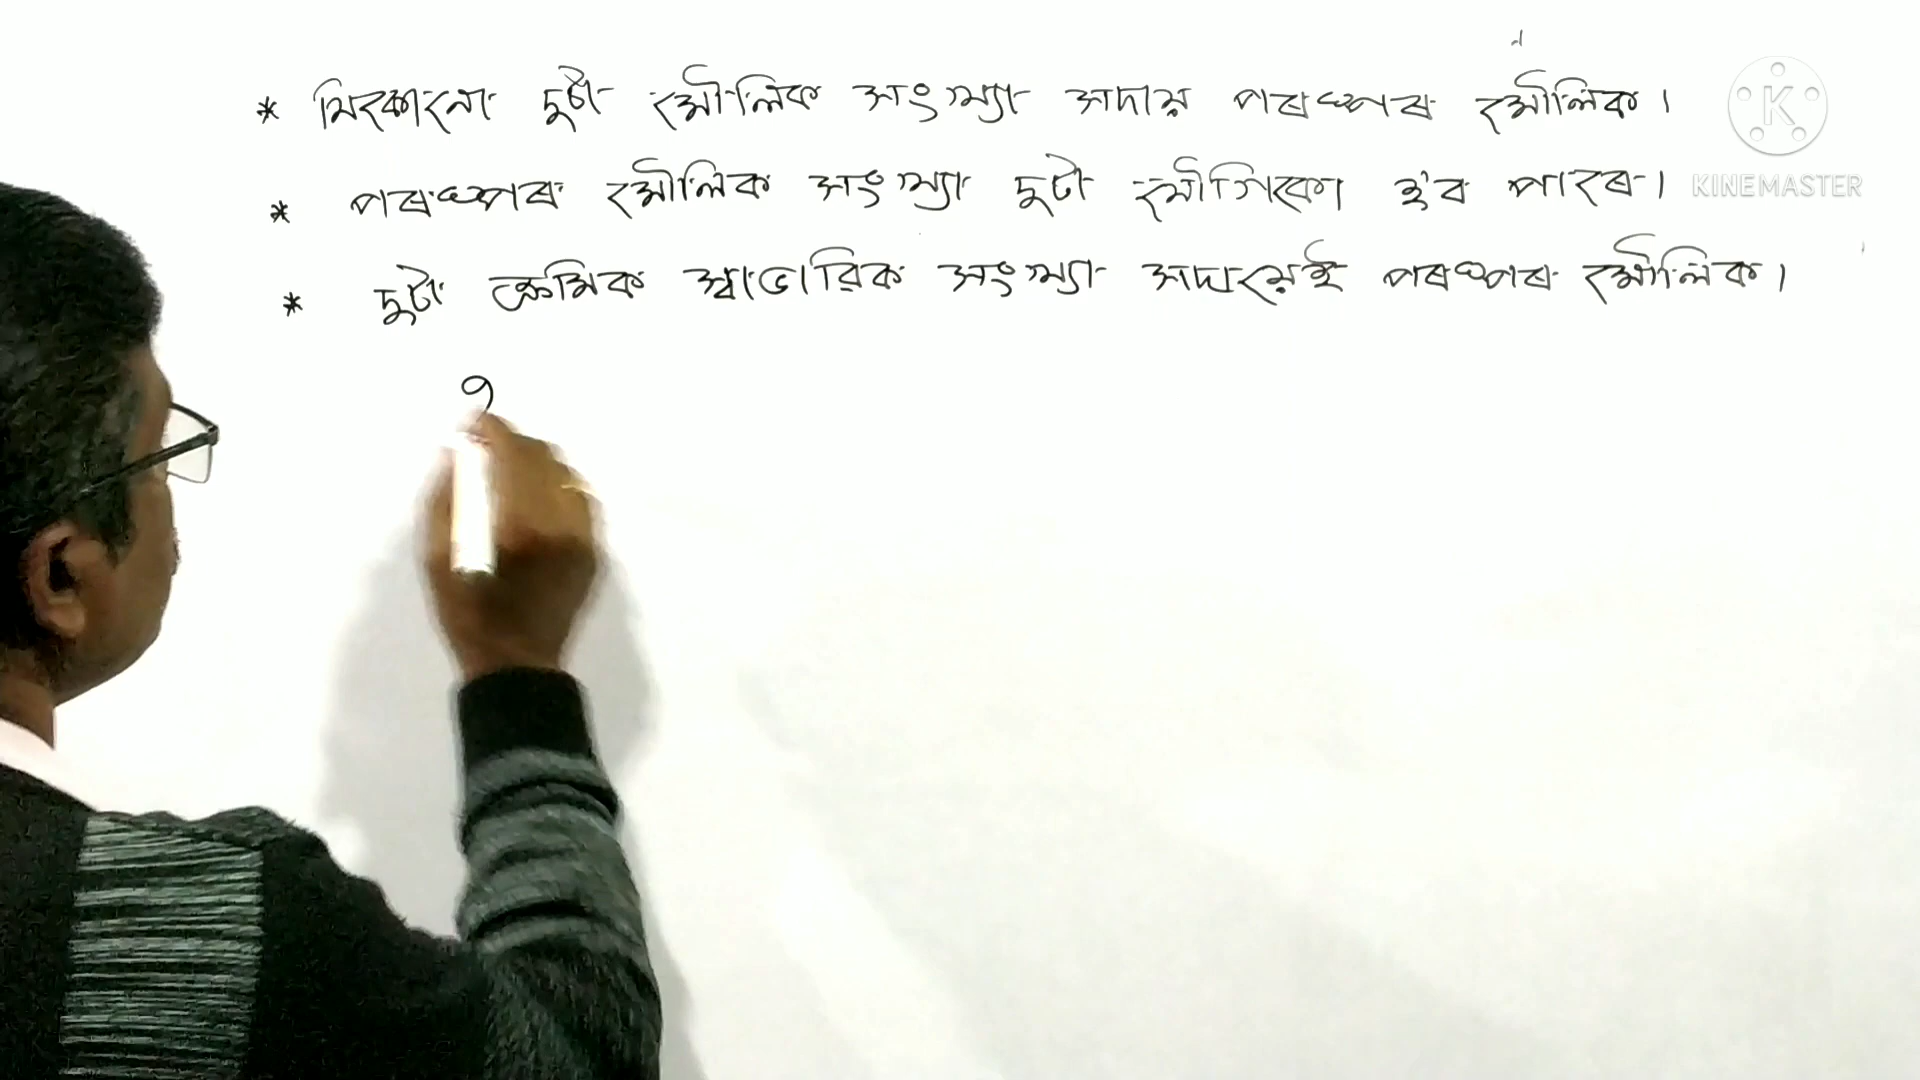 * যিকোনো দুটা মৌলিক সংখ্যা সদায় পৰস্পৰ মৌলিক।
* পৰস্পৰ মৌলিক সংখ্যা দুটা যৌগিকো হ'ব পাৰে।
* দুটা ক্ৰমিক স্বাভাৱিক সংখ্যা সদায়েই পৰস্পৰ মৌলিক।
K
KINEMASTER